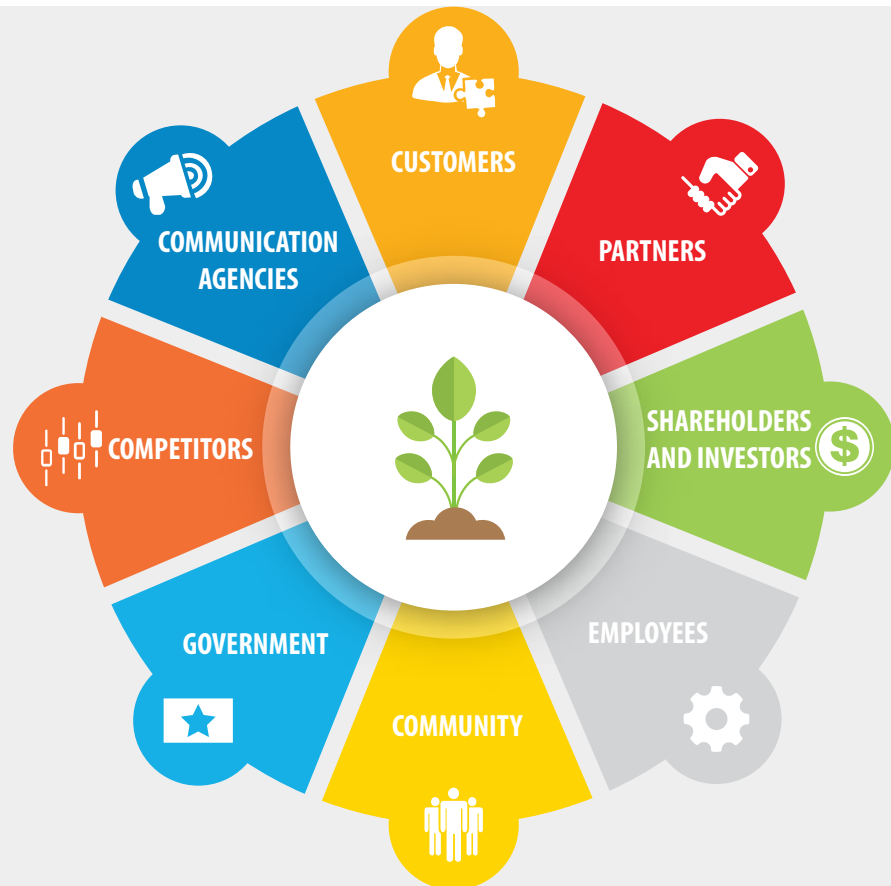 CUSTOMERS
PARTNERS
SHAREHOLDERS
AND INVESTORS
$
EMPLOYEES
COMMUNITY
GOVERNMENT
COMPETITORS
COMMUNICATION
AGENCIES